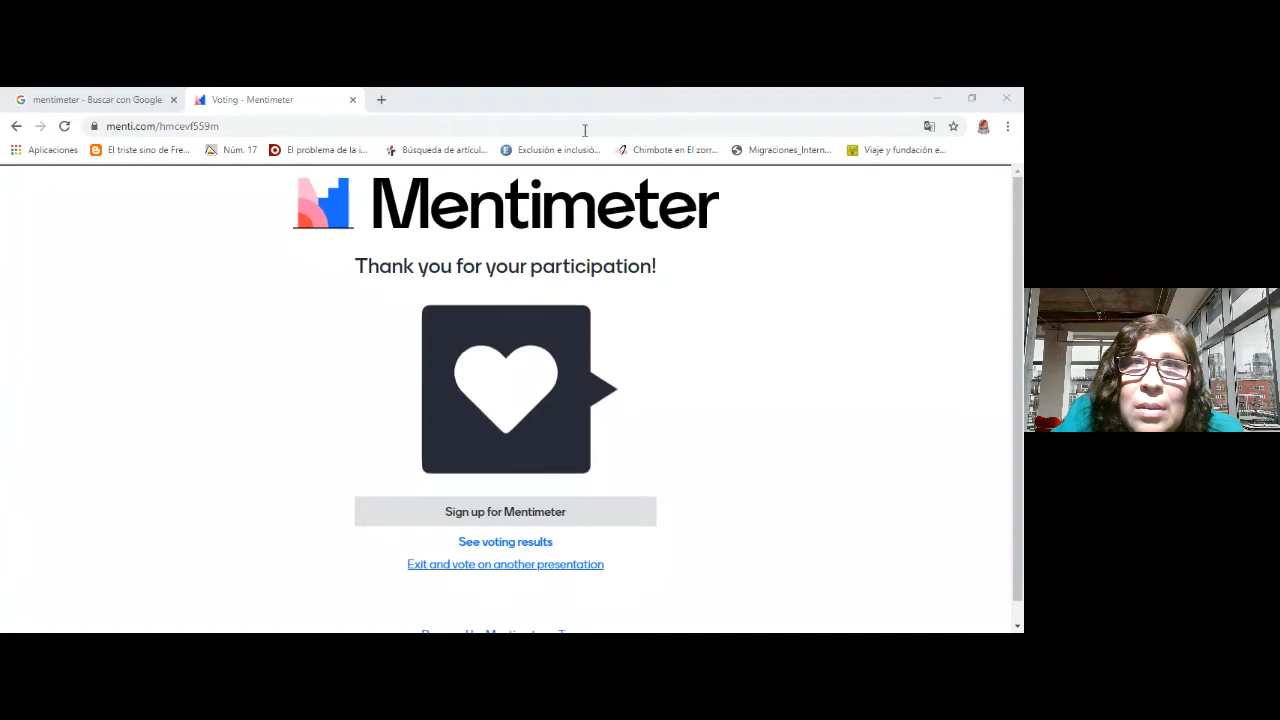 mentimeter - Buscar con Google
Voting - Mentimeter
menti.com/hmcevf559m
Aplicaciones
El triste sino de Fre...
Núm. 17
El problema de la i...
Búsqueda de artícul...
Exclusión e inclusió...
Chimbote en El zorr...
Migraciones_Intern...
Viaje y fundación e...
Mentimeter
Thank you for your participation!
Sign up for Mentimeter
See voting results
Exit and vote on another presentation